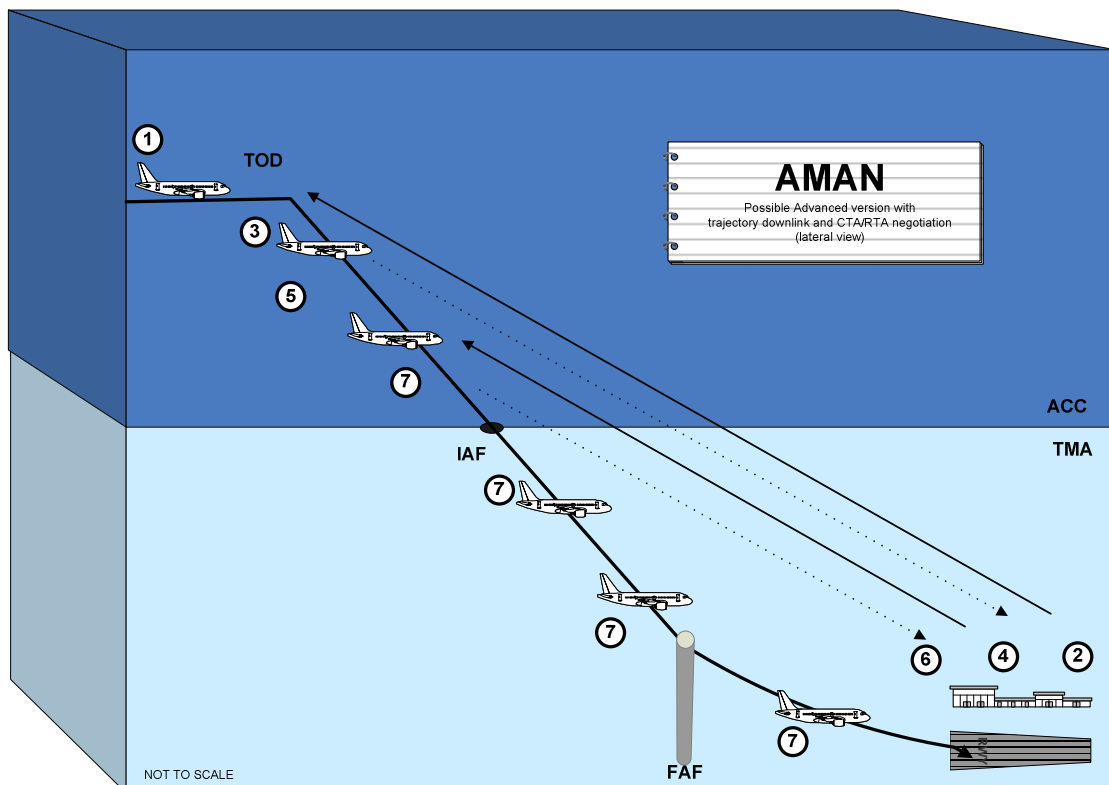 1
TOD
AMAN
Possible Advanced version with
trajectory downlink and CTA/RTA negotiation
(lateral view)
3
5
7
ACC
TMA
IAF
7
7
6
4
2
7
FAF
NOT TO SCALE